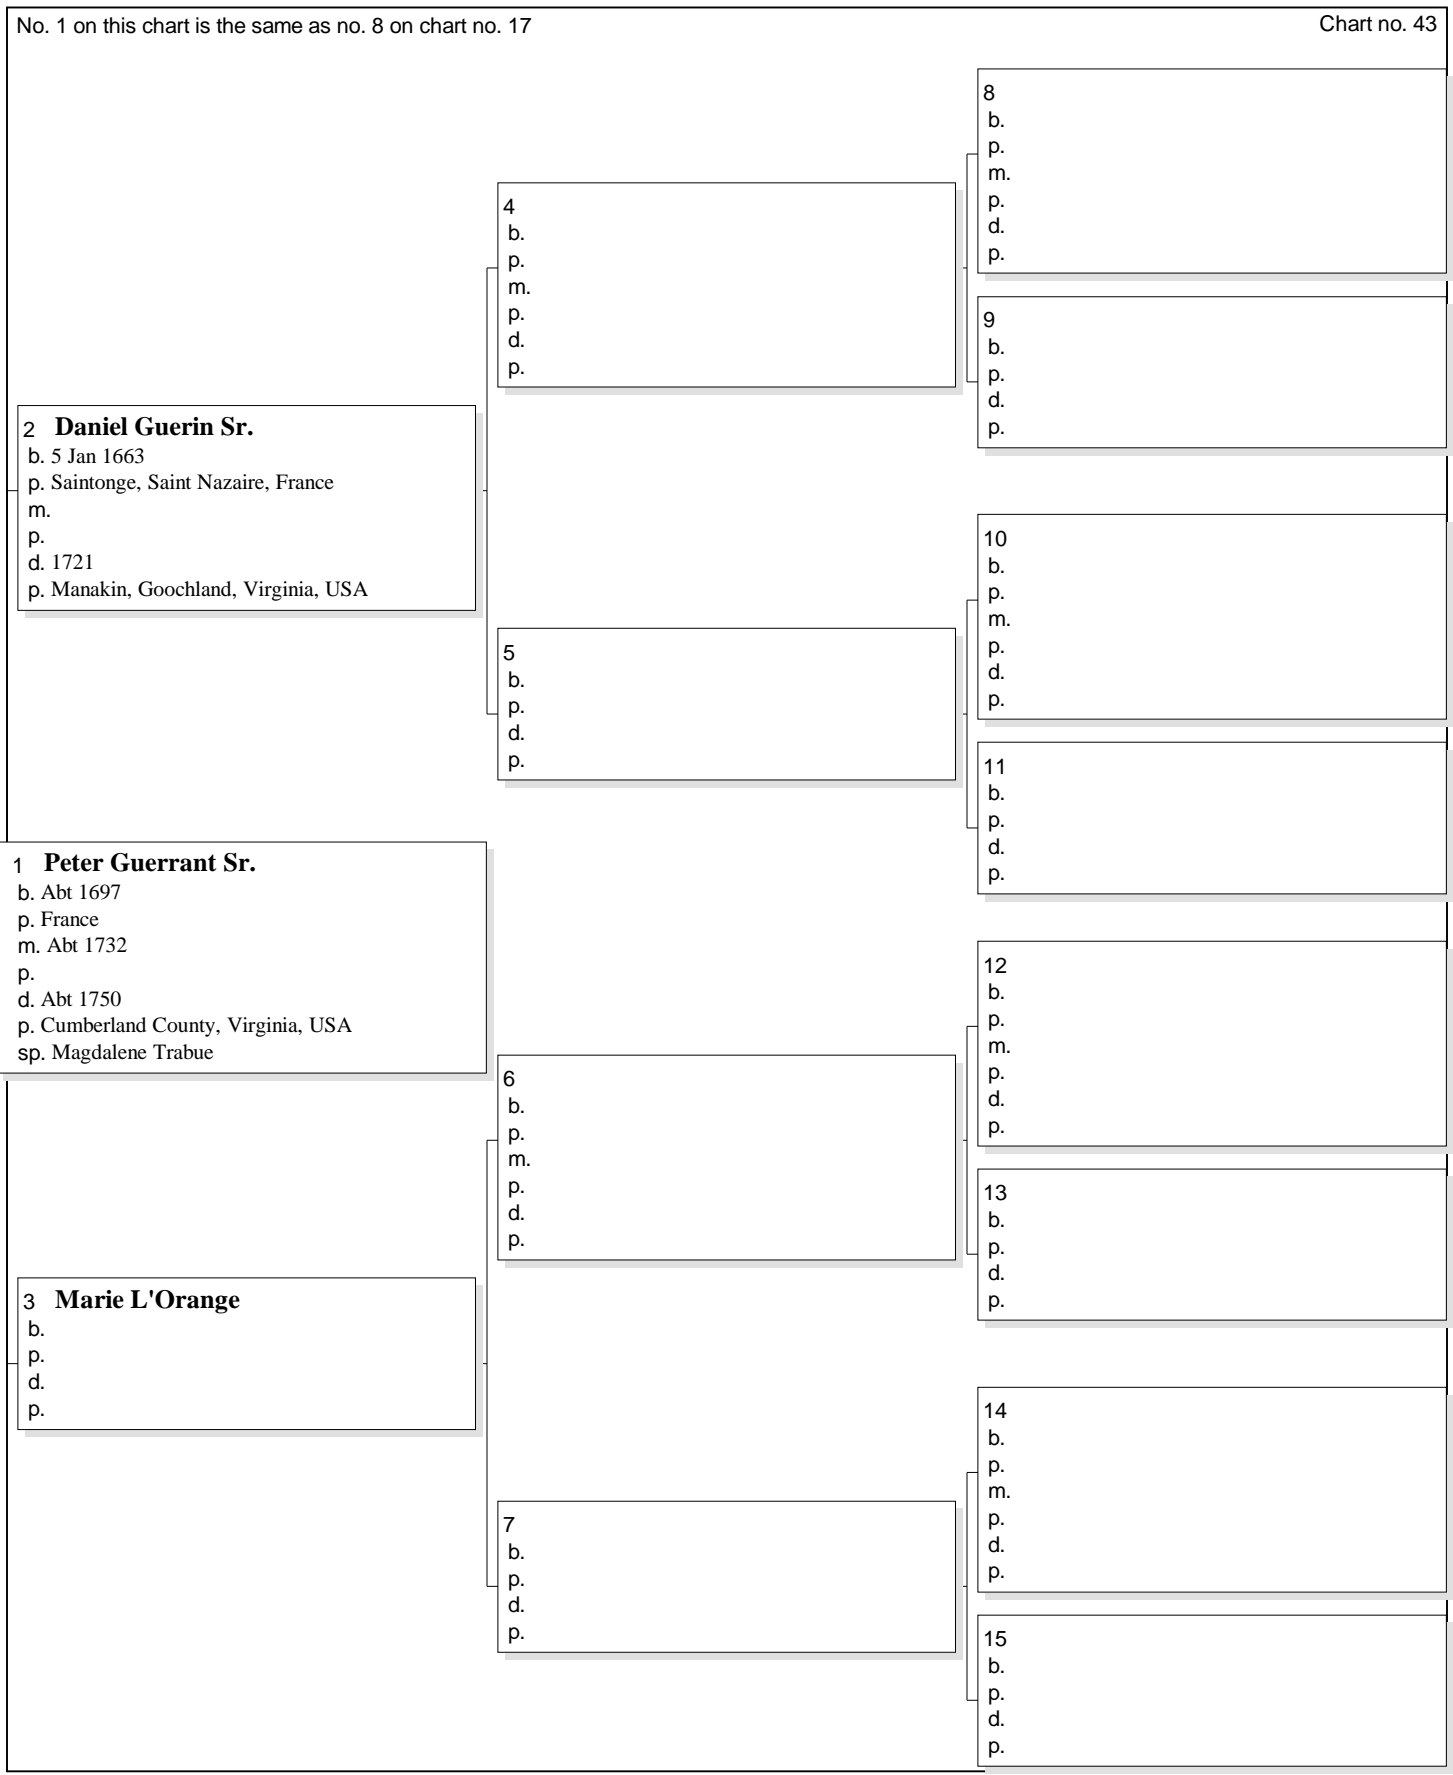 No. 1 on this chart is the same as no. 8 on chart no. 17
Chart no. 43
8
b.
p.
m.
p.
d.
p.
4
b.
p.
m.
p.
d.
p.
9
b.
p.
d.
p.
2 Daniel Guerin Sr.
b. 5 Jan 1663
p. Saintonge, Saint Nazaire, France
m.
p.
d. 1721
p. Manakin, Goochland, Virginia, USA
10
b.
p.
m.
p.
d.
p.
5
b.
p.
d.
p.
11
b.
p.
d.
p.
1 Peter Guerrant Sr.
b. Abt 1697
p. France
m. Abt 1732
p.
d. Abt 1750
p. Cumberland County, Virginia, USA
sp. Magdalene Trabue
12
b.
p.
m.
p.
d.
p.
6
b.
p.
m.
p.
d.
p.
13
b.
p.
d.
p.
3 Marie L'Orange
b.
p.
d.
p.
14
b.
p.
m.
p.
d.
p.
7
b.
p.
d.
p.
15
b.
p.
d.
p.